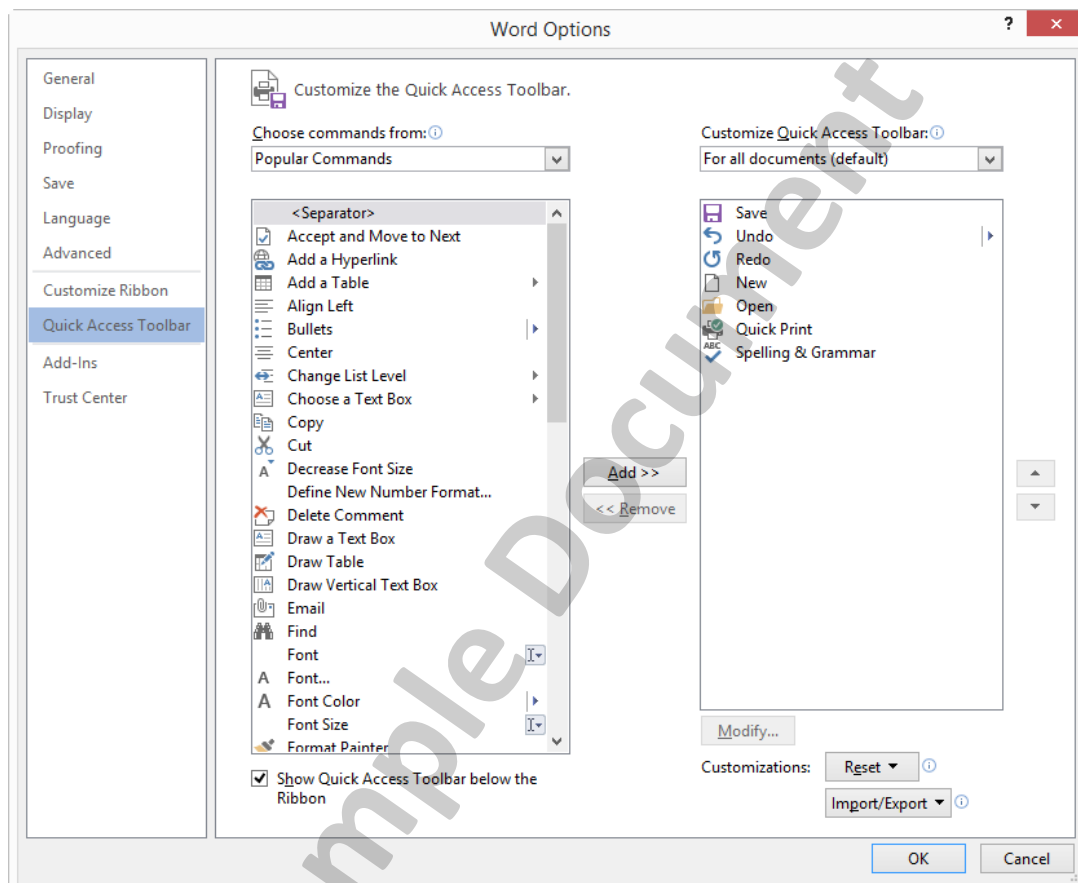 Word Options
?
General
Display
Proofing
Save
Language
Advanced
Customize Ribbon
Quick Access Toolbar
Add-Ins
Trust Center
Customize the Quick Access Toolbar.
Choose commands from:
Popular Commands
<Separator>
Accept and Move to Next
Add a Hyperlink
Add a Table
Align Left
Bullets
Center
Change List Level
Choose a Text Box
Copy
Cut
Decrease Font Size
Define New Number Format...
Delete Comment
Draw a Text Box
Draw Table
Draw Vertical Text Box
Email
Find
Font
Font...
Font Color
Font Size
Format Painter
Show Quick Access Toolbar below the
Ribbon
Add >>
<< Remove
Customize Quick Access Toolbar:
For all documents (default)
Save
Undo
Redo
New
Open
Quick Print
ABC
Spelling & Grammar
Modify...
Customizations:
Reset
Import/Export
OK
Cancel
mple Document